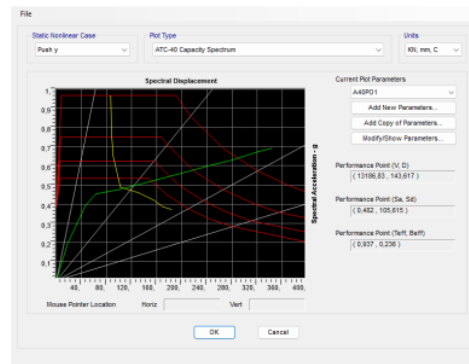 File
Static Nonlinear Case
Plot Type
Units
Push y
ATC-40 Capacity Spectrum
KN, mm, C
Spectral Displacement
Current Plot Parameters
A40PO1
Add New Parameters...
Add Copy of Parameters...
Modify/Show Parameters...
Performance Point (V, D)
( 13186,83 , 143,617 )
Performance Point (Sa, Sd)
( 0,482 , 105,615 )
Performance Point (Teff, Beff)
( 0,937 , 0,236 )
Spectral Acceleration - g
1,
0,9
0,8
0,7
0,6
0,5
0,4
0,3
0,2
0,1
40, 80, 120, 160, 200, 240, 280, 320, 360, 400,
Mouse Pointer Location Horiz Vert
OK Cancel